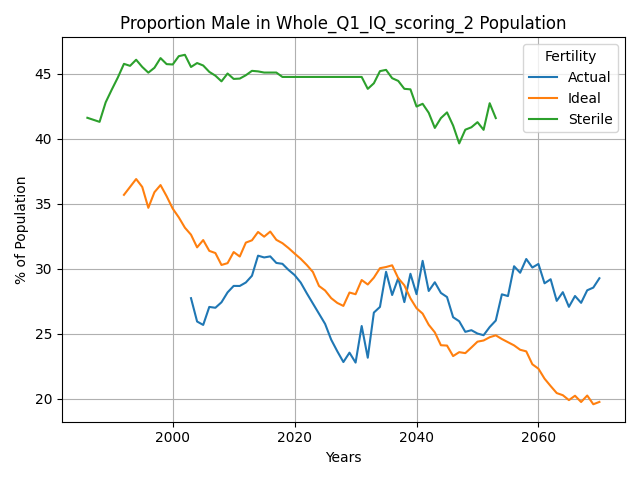 Proportion Male in Whole_Q1_IQ_scoring_2 Population
Fertility
Actual
Ideal
Sterile
% of Population
45
40
35
30
25
20
2000
2020
2040
2060
Years